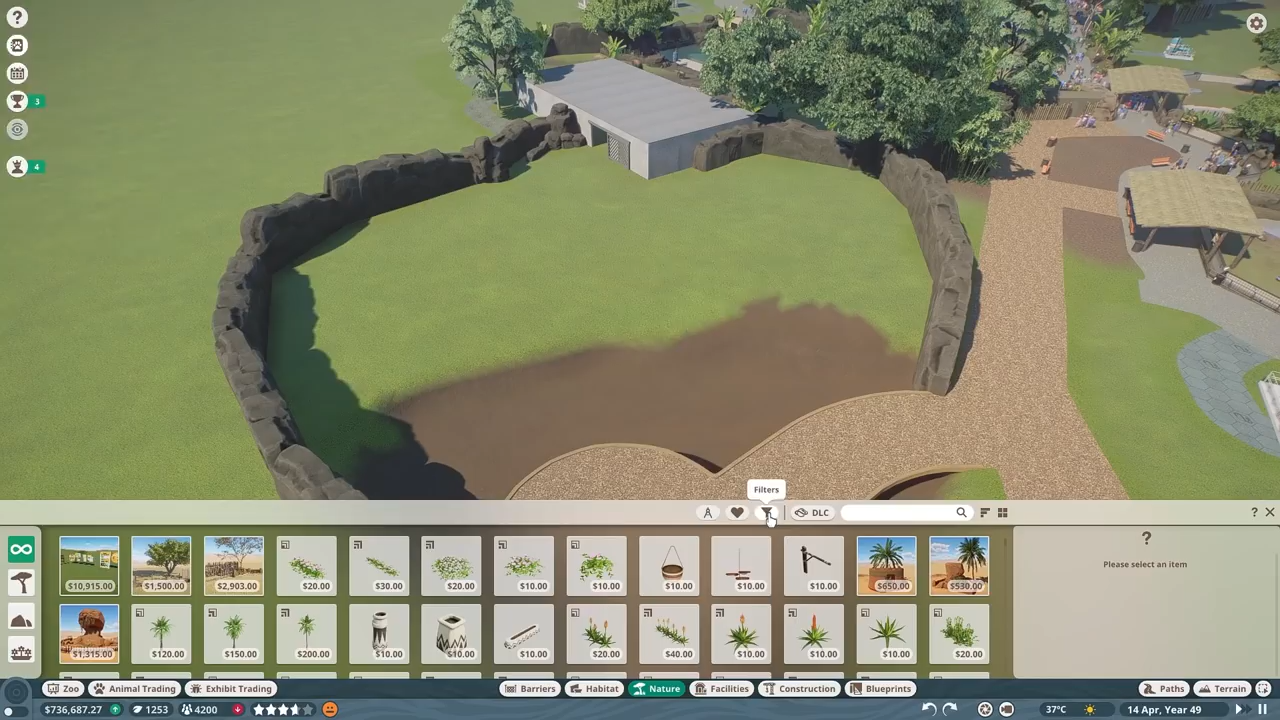 ?
3
4
Filters
DLC
?
$10,915.00
$1,500.00
$2,903.00
$20.00
$30.00
$20.00
$10.00
$10.00
$10.00
$10.00
$10.00
$650.00
$530.00
?
Please select an item
$1,315.00
$120.00
$150.00
$200.00
$10.00
$10.00
$10.00
$20.00
$40.00
$10.00
$10.00
$10.00
$20.00
Zoo
Animal Trading
Exhibit Trading
Barriers
Habitat
Nature
Facilities
Construction
Blueprints
Paths
Terrain
$736,687.27
1253
4200
37°C
14 Apr, Year 49